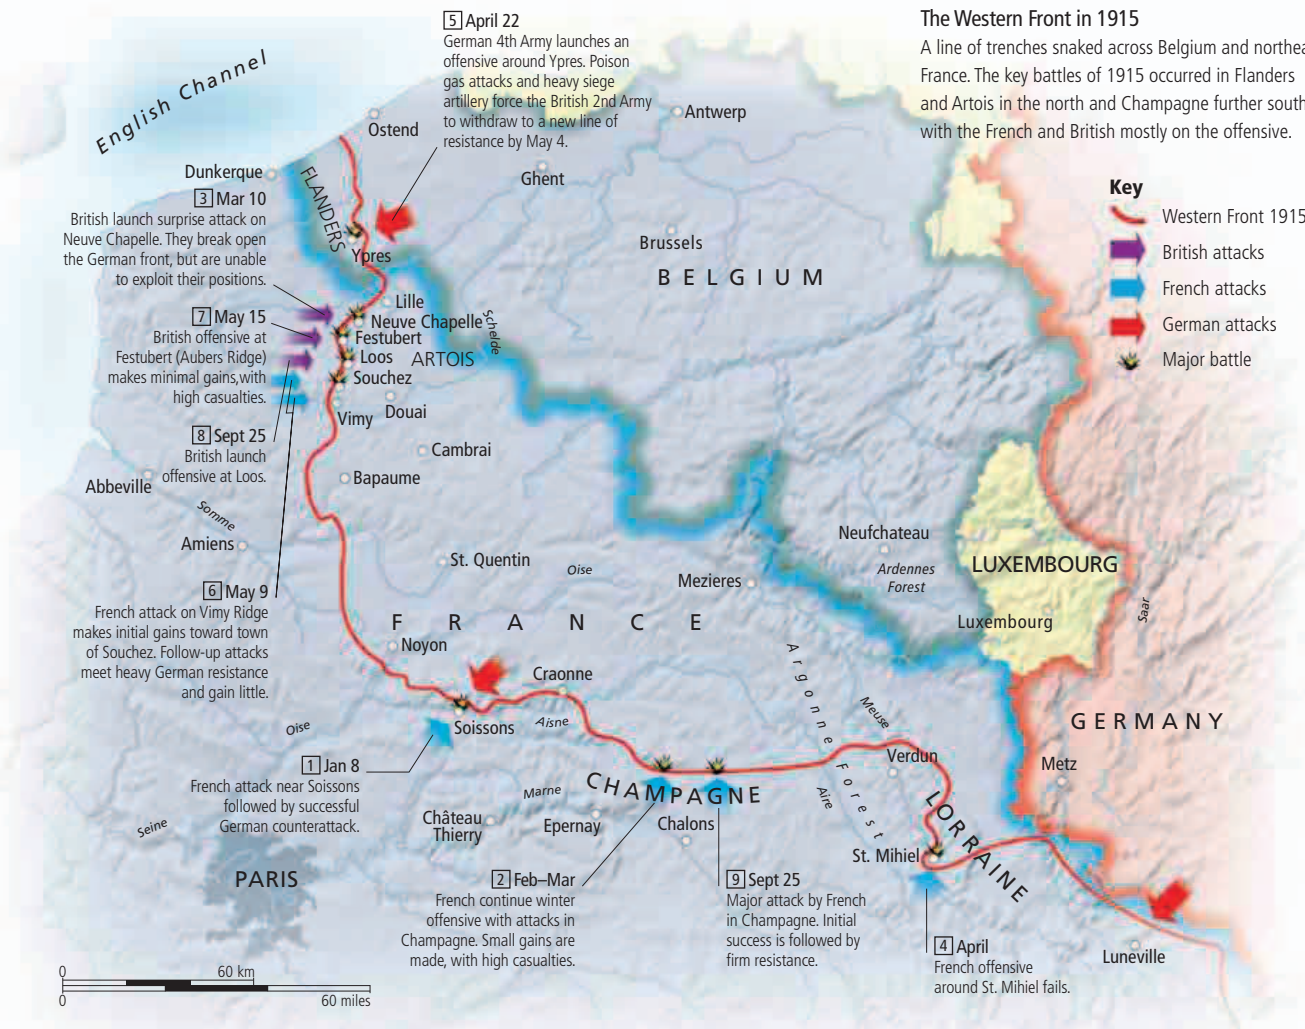 The Western Front in 1915
A line of trenches snaked across Belgium and northea
France. The key battles of 1915 occurred in Flanders
and Artois in the north and Champagne further south
with the French and British mostly on the offensive.
Key
Western Front 1915
British attacks
French attacks
German attacks
Major battle
5 April 22
German 4th Army launches an
offensive around Ypres. Poison
gas attacks and heavy siege
artillery force the British 2nd Army
to withdraw to a new line of
resistance by May 4.
English Channel
Ostend
Antwerp
Dunkerque
Ghent
FLANDERS
3 Mar 10
British launch surprise attack on
Neuve Chapelle. They break open
the German front, but are unable
to exploit their positions.
Ypres
Brussels
BELGIUM
Lille
Neuve Chapelle
Schelde
Festubert
Loos
ARTOIS
Souchez
Vimy
Douai
7 May 15
British offensive at
Festubert (Aubers Ridge)
makes minimal gains,with
high casualties.
8 Sept 25
British launch
offensive at Loos.
Cambrai
Bapaume
Abbeville
Somme
Amiens
St. Quentin
Oise
Mezieres
Neufchateau
Ardennes
Forest
LUXEMBOURG
Luxembourg
Saar
6 May 9
French attack on Vimy Ridge
makes initial gains toward town
of Souchez. Follow-up attacks
meet heavy German resistance
and gain little.
FRANCE
Noyon
Craonne
Argonne Forest
Meuse
GERMANY
Oise
Soissons
Aisne
Verdun
Metz
1 Jan 8
French attack near Soissons
followed by successful
German counterattack.
CHAMPAGNE
Marne
Aire
LORRAINE
Seine
Château
Thierry
Epernay
Chalons
St. Mihiel
PARIS
2 Feb–Mar
French continue winter
offensive with attacks in
Champagne. Small gains are
made, with high casualties.
9 Sept 25
Major attack by French
in Champagne. Initial
success is followed by
firm resistance.
4 April
French offensive
around St. Mihiel fails.
Luneville
0 60 km
0 60 miles